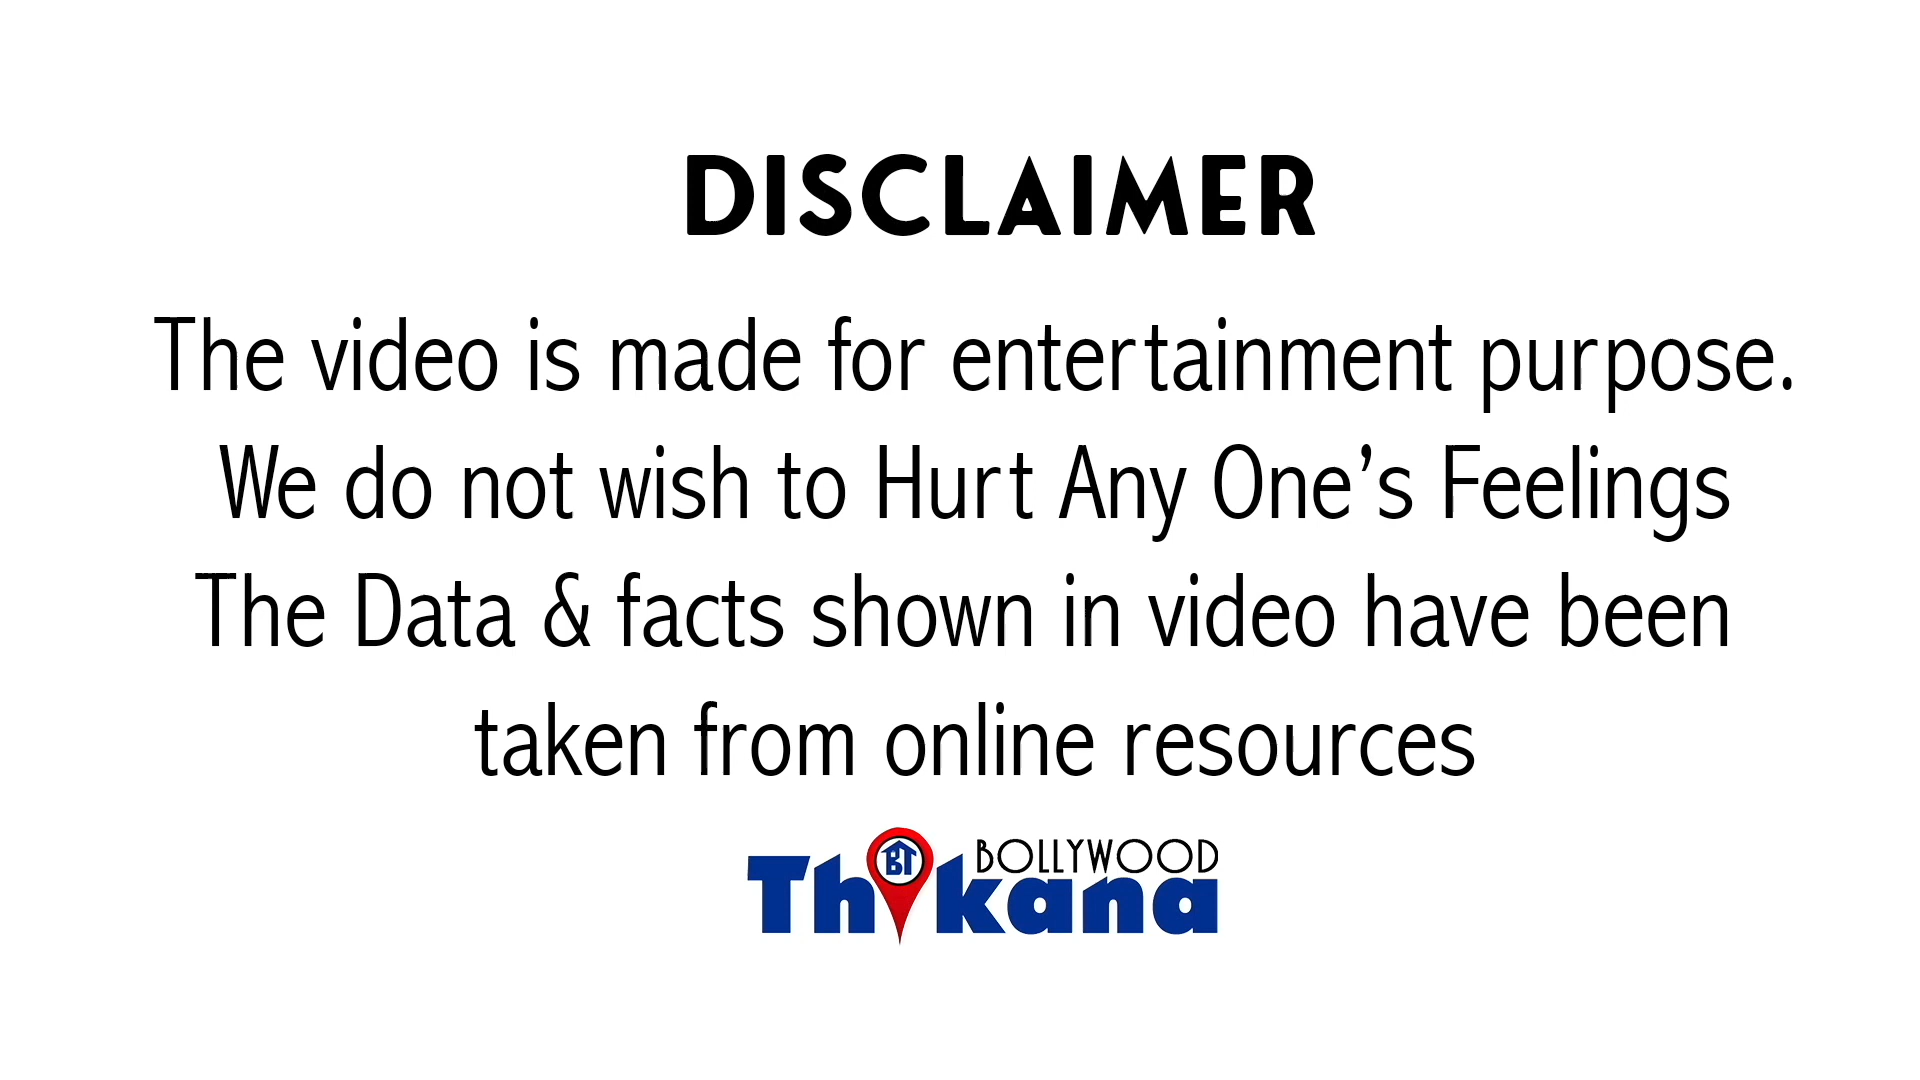 DISCLAIMER
The video is made for entertainment purpose.
We do not wish to Hurt Any One’s Feelings
The Data & facts shown in video have been
taken from online resources
BOLLYWOOD
BT
Thikana